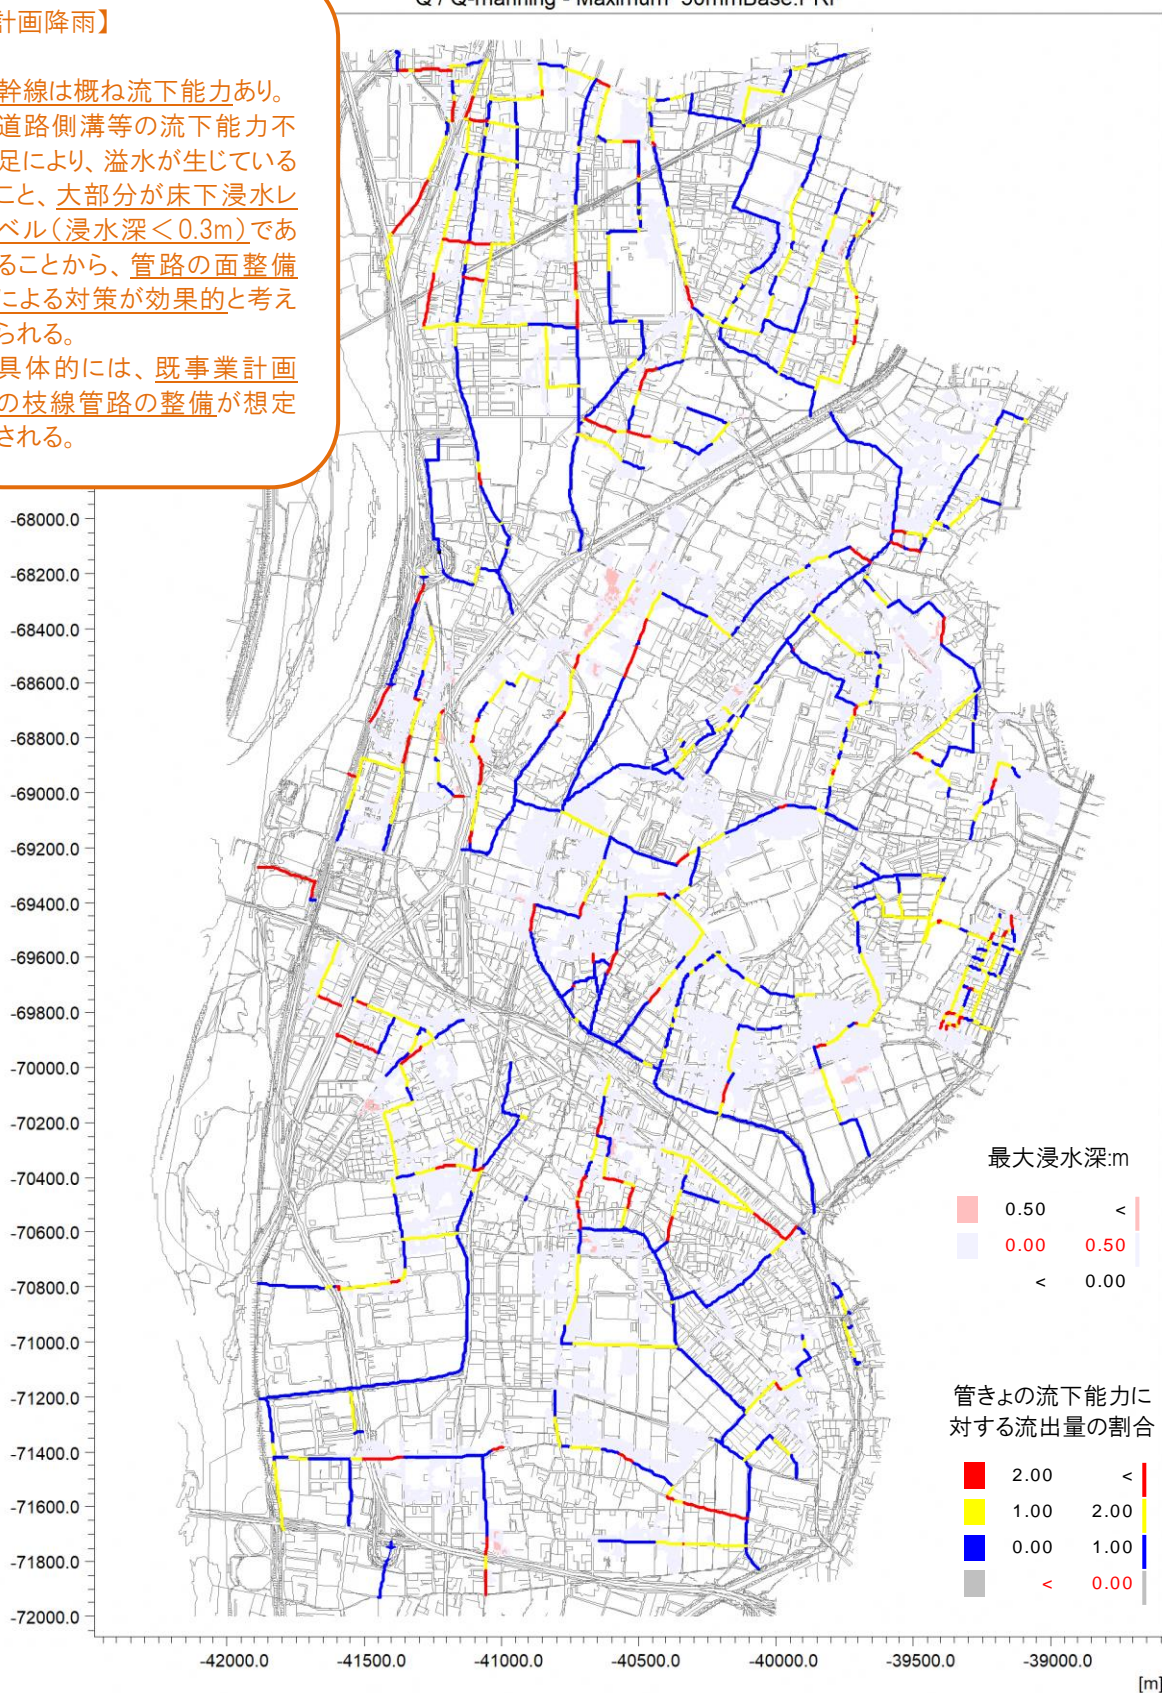 Q / Q-manning - Maximum 50mmBase.PRF
計画降雨】
幹線は概ね流下能力あり。
道路側溝等の流下能力不
足により、溢水が生じている
こと、大部分が床下浸水レ
ベル（浸水深＜0.3m）であ
ることから、管路の面整備
による対策が効果的と考え
られる。
具体的には、既事業計画
の枝線管路の整備が想定
される。
-68000.0
-68200.0
-68400.0
-68600.0
-68800.0
-69000.0
-69200.0
-69400.0
-69600.0
-69800.0
-70000.0
-70200.0
-70400.0
-70600.0
-70800.0
-71000.0
-71200.0
-71400.0
-71600.0
-71800.0
-72000.0
最大浸水深:m
0.50 <
0.00 0.50
< 0.00
管きょの流下能力に
対する流出量の割合
2.00 <
1.00 2.00
0.00 1.00
< 0.00
-42000.0 -41500.0 -41000.0 -40500.0 -40000.0 -39500.0 -39000.0
[m]